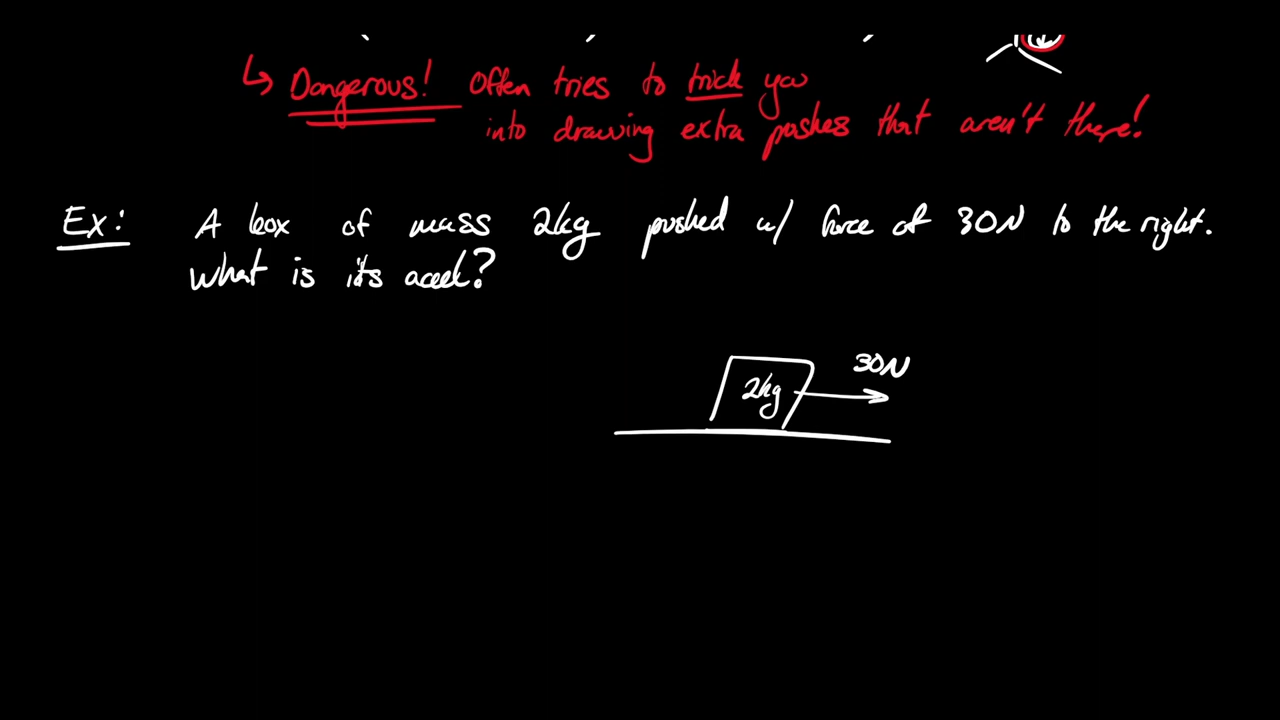 ↳ Dangerous! Often tries to trick you
into drawing extra pushes that aren't there!
Ex: A box of mass 2kg pushed w/ force of 30N to the right.
What is its accel?
30N
2kg